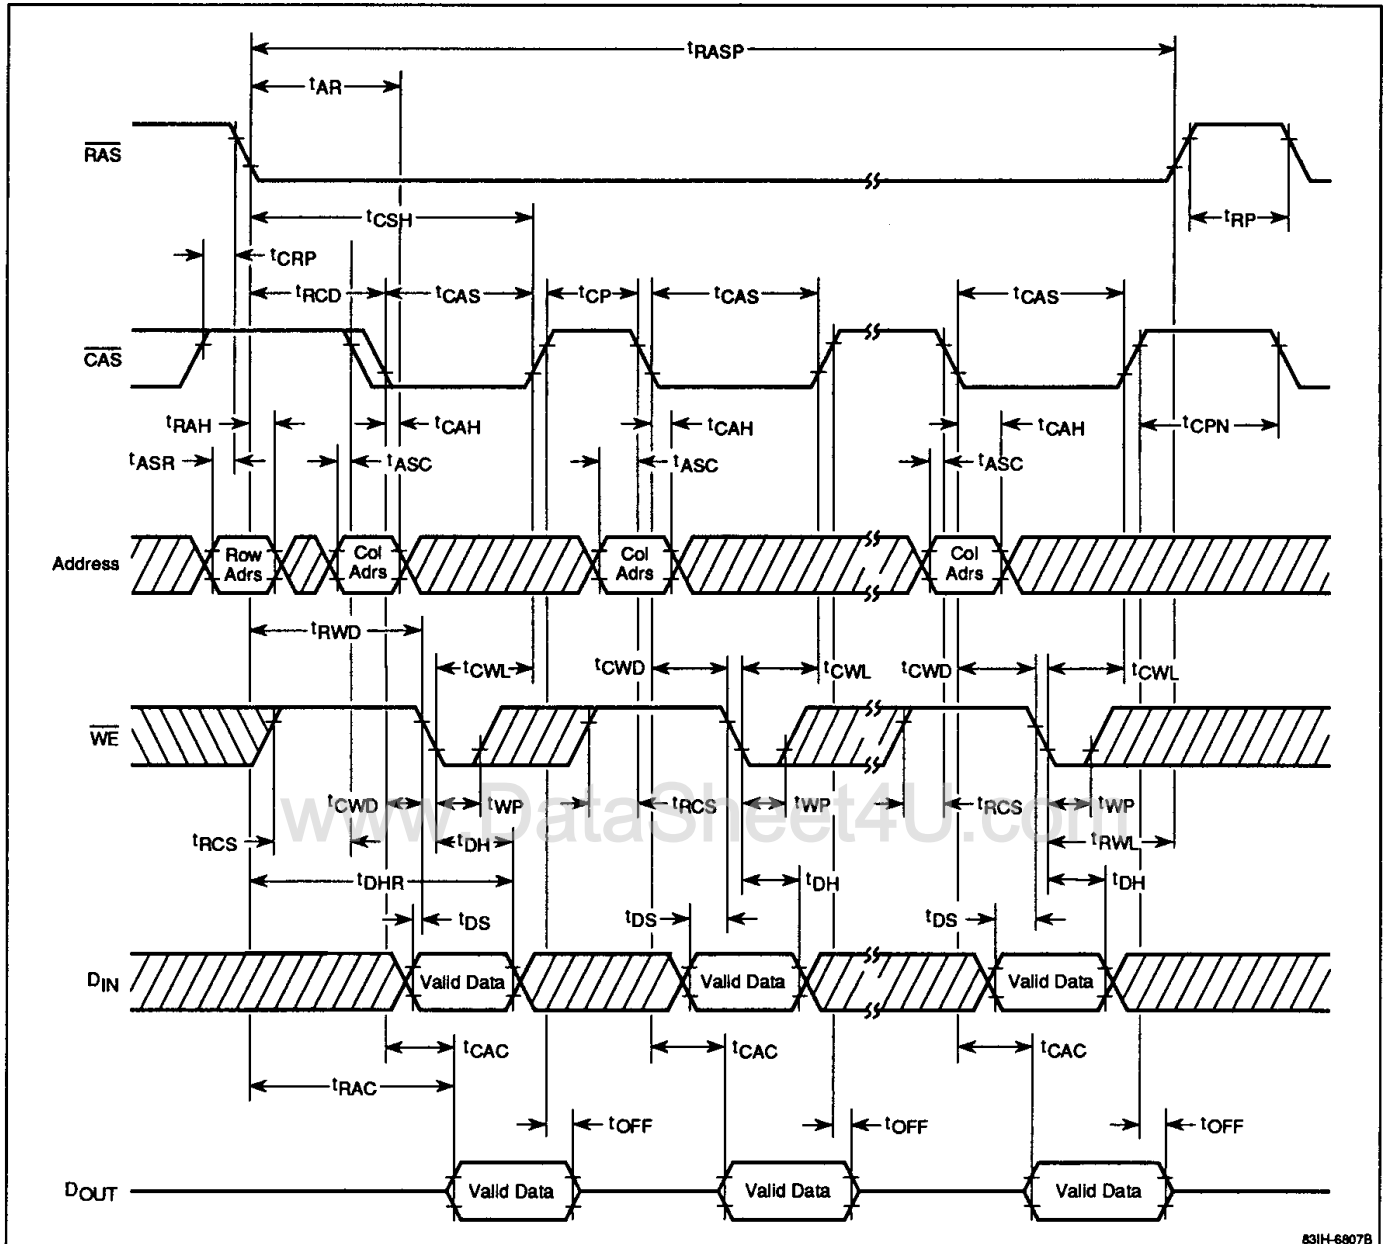 tRASP
tAR
RAS
tCSH
tRP
tCRP
tRCD
tCAS
tCP
tCAS
tCAS
CAS
tRAH
tCAH
tCAH
tCAH
tCPN
tASR
tASC
tASC
tASC
Address
Row Adrs
Col Adrs
Col Adrs
Col Adrs
tRWD
tCWL
tCWD
tCWL
tCWD
tCWL
WE
tCWD
tWP
tRCS
tWP
tRCS
tWP
www.DataSheet4U.com
tRCS
tDH
tRWL
tDHR
tDH
tDH
tDS
tDS
tDS
DIN
Valid Data
Valid Data
Valid Data
tCAC
tCAC
tCAC
tRAC
tOFF
tOFF
tOFF
DOUT
Valid Data
Valid Data
Valid Data
83IH-6807B